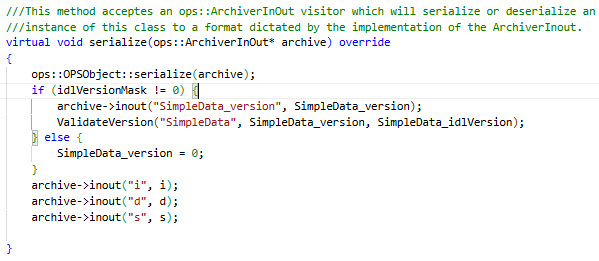 ///This method acceptes an ops::ArchiverInOut visitor which will serialize or deserialize an
///instance of this class to a format dictated by the implementation of the ArchiverInout.
virtual void serialize(ops::ArchiverInOut* archive) override
{
    ops::OPSObject::serialize(archive);
    if (idlVersionMask != 0) {
        archive->inout("SimpleData_version", SimpleData_version);
        ValidateVersion("SimpleData", SimpleData_version, SimpleData_idlVersion);
    } else {
        SimpleData_version = 0;
    }
    archive->inout("i", i);
    archive->inout("d", d);
    archive->inout("s", s);
}